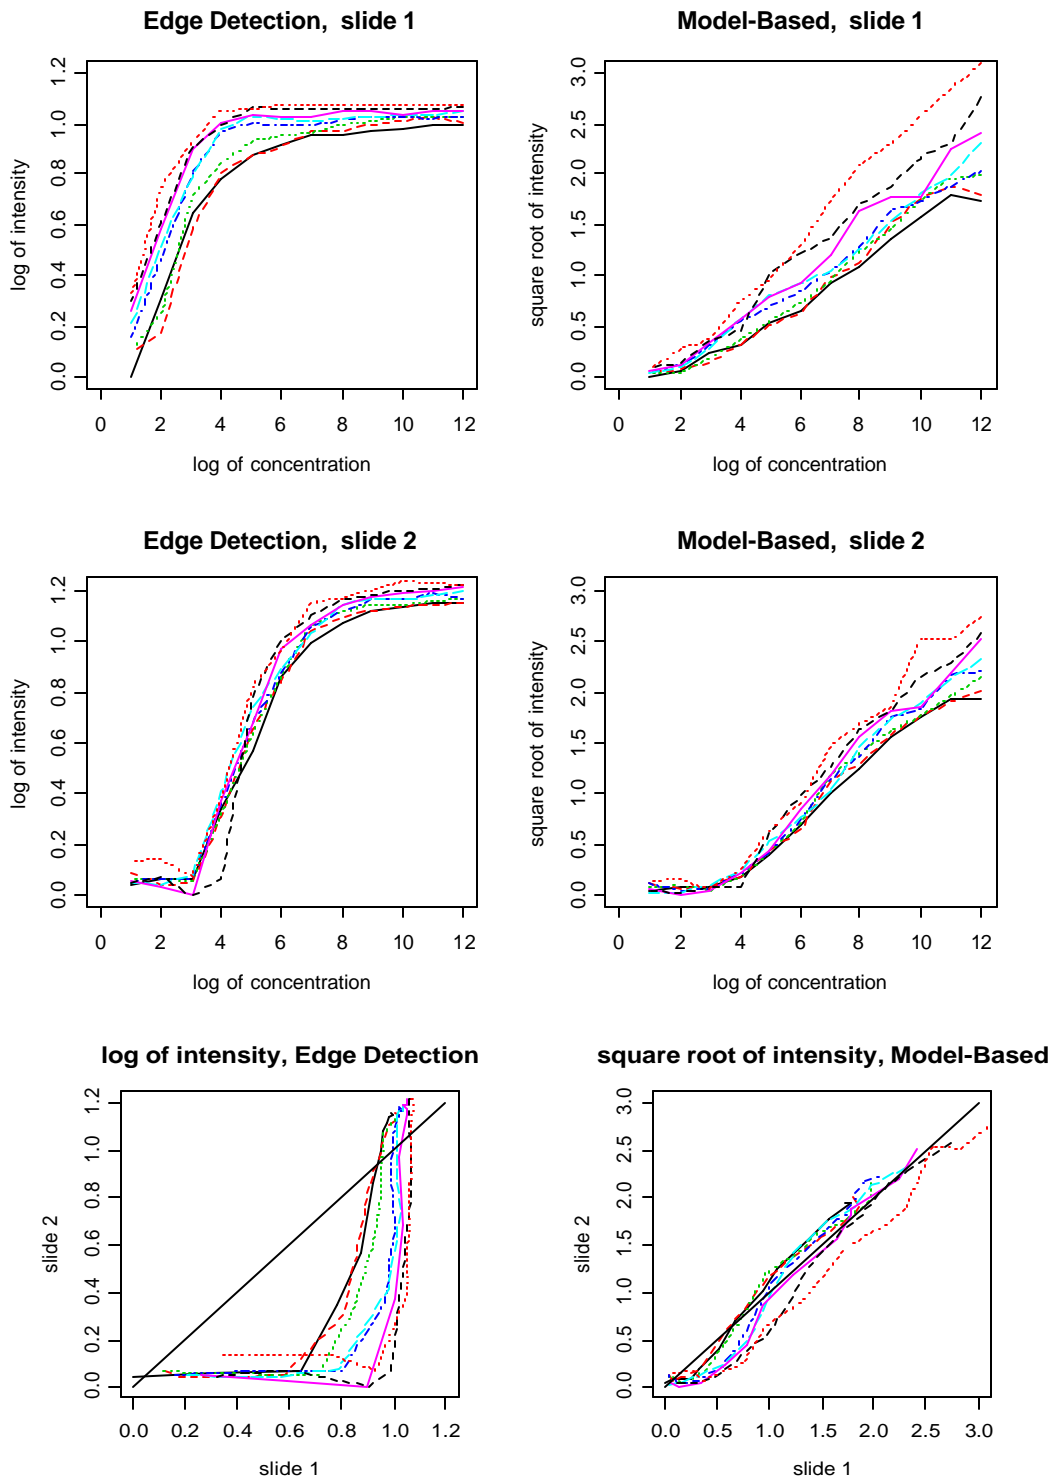 Edge Detection, slide 1
log of intensity
0.0 0.2 0.4 0.6 0.8 1.0 1.2
0 2 4 6 8 10 12
log of concentration
Model-Based, slide 1
square root of intensity
0.0 0.5 1.0 1.5 2.0 2.5 3.0
0 2 4 6 8 10 12
log of concentration
Edge Detection, slide 2
log of intensity
0.0 0.2 0.4 0.6 0.8 1.0 1.2
0 2 4 6 8 10 12
log of concentration
Model-Based, slide 2
square root of intensity
0.0 0.5 1.0 1.5 2.0 2.5 3.0
0 2 4 6 8 10 12
log of concentration
log of intensity, Edge Detection
slide 2
0.0 0.2 0.4 0.6 0.8 1.0 1.2
0.0 0.2 0.4 0.6 0.8 1.0 1.2
slide 1
square root of intensity, Model-Based
slide 2
0.0 0.5 1.0 1.5 2.0 2.5 3.0
0.0 0.5 1.0 1.5 2.0 2.5 3.0
slide 1